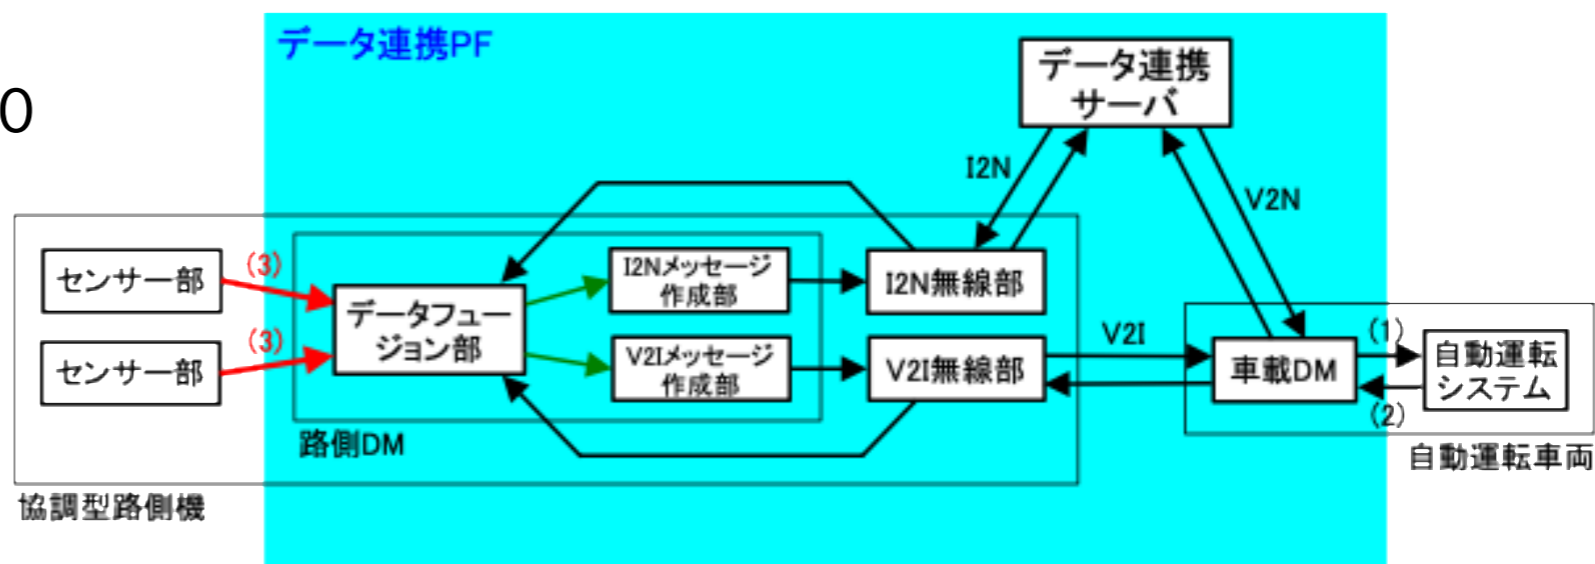 データ連携PF
データ連携
サーバ
0
I2N
V2N
センサー部
(3)
I2Nメッセージ
作成部
I2N無線部
データフュー
ジョン部
センサー部
(3)
V2Iメッセージ
作成部
V2I無線部
V2I
車載DM
(1)
(2)
自動運転
システム
路側DM
自動運転車両
協調型路側機